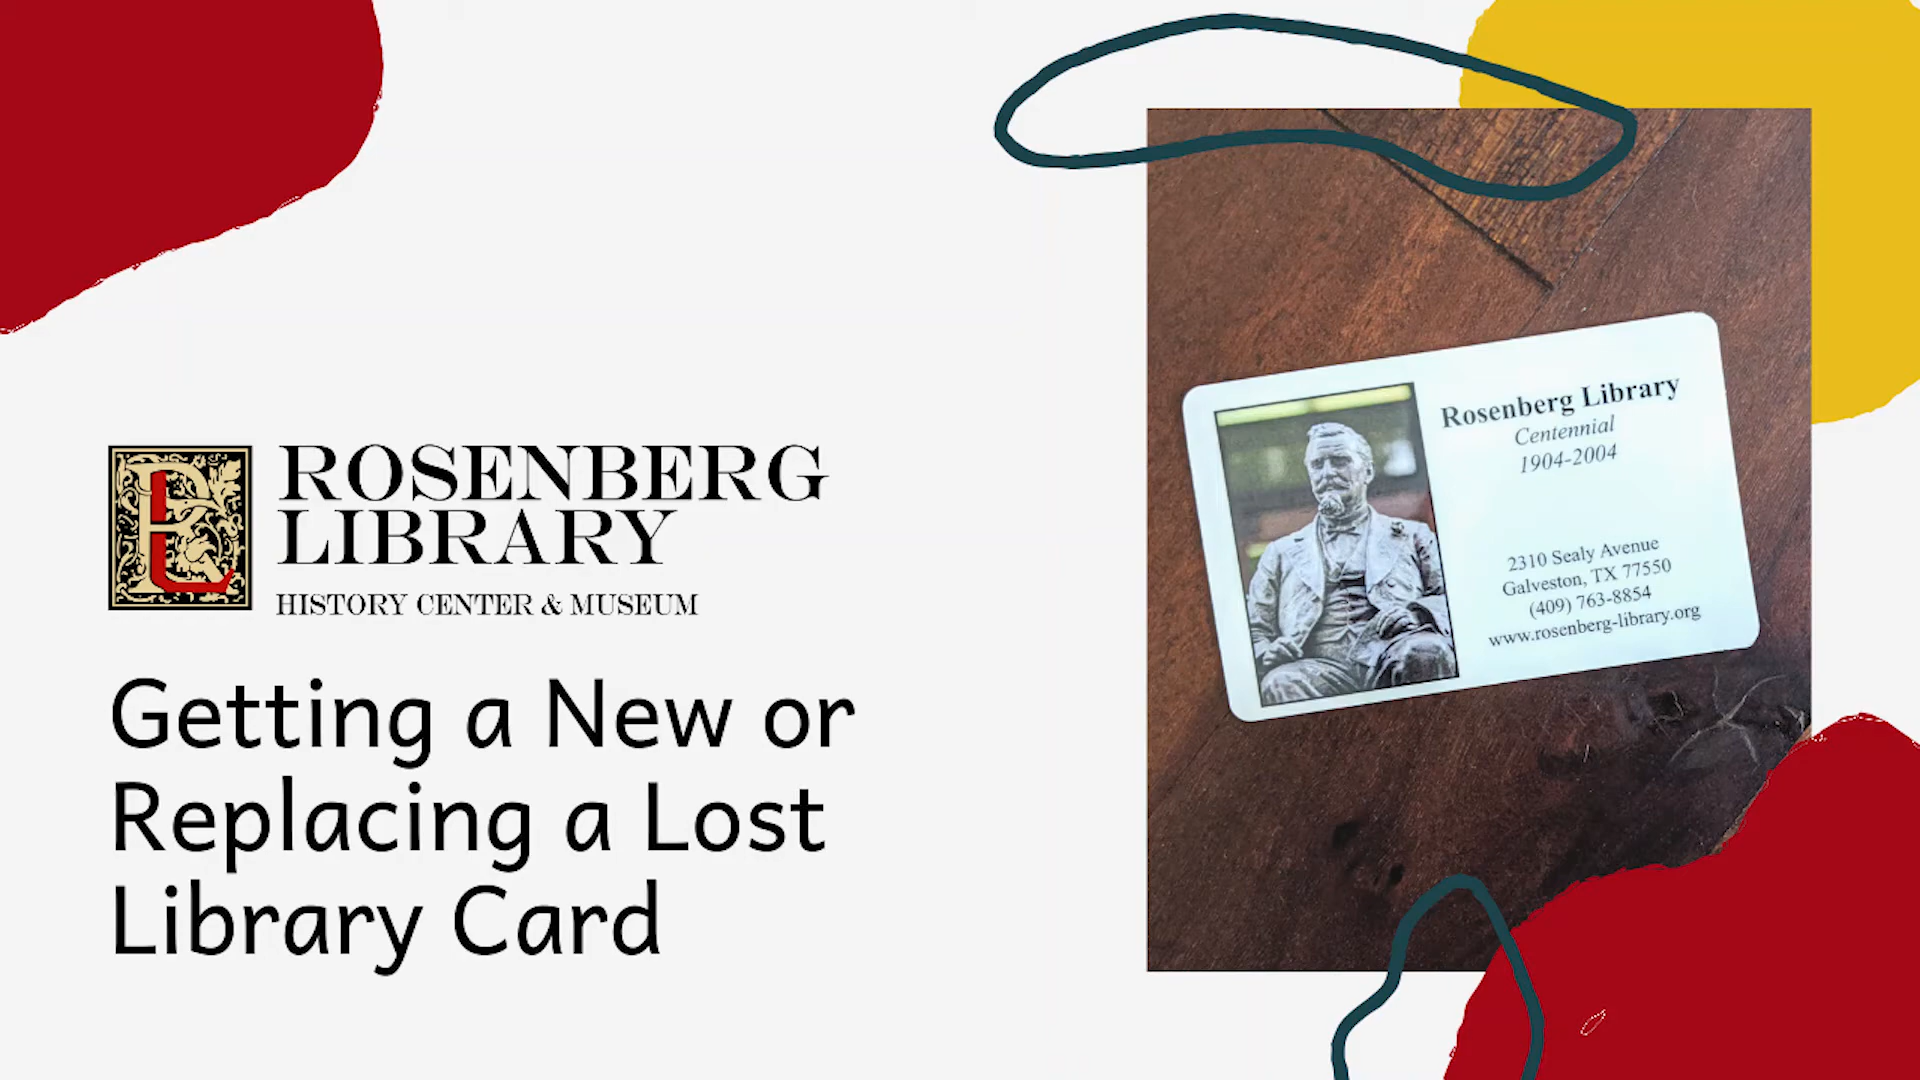 ROSENBERG
LIBRARY
HISTORY CENTER & MUSEUM
Getting a New or
Replacing a Lost
Library Card
Rosenberg Library
Centennial
1904-2004
2310 Sealy Avenue
Galveston, TX 77550
(409) 763-8854
www.rosenberg-library.org